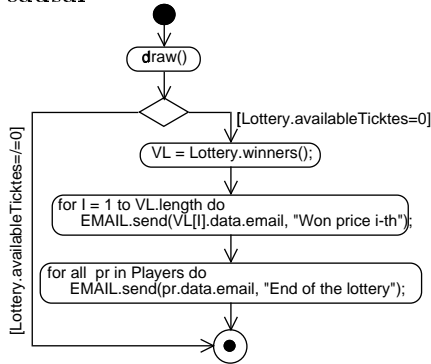 draw()
[Lottery.availableTicktes=0]
VL = Lottery.winners();
for I = 1 to VL.length do
EMAIL.send(VL[I].data.email, "Won price i-th");
for all pr in Players do
EMAIL.send(pr.data.email, "End of the lottery");
[Lottery.availableTicktes=/=0]